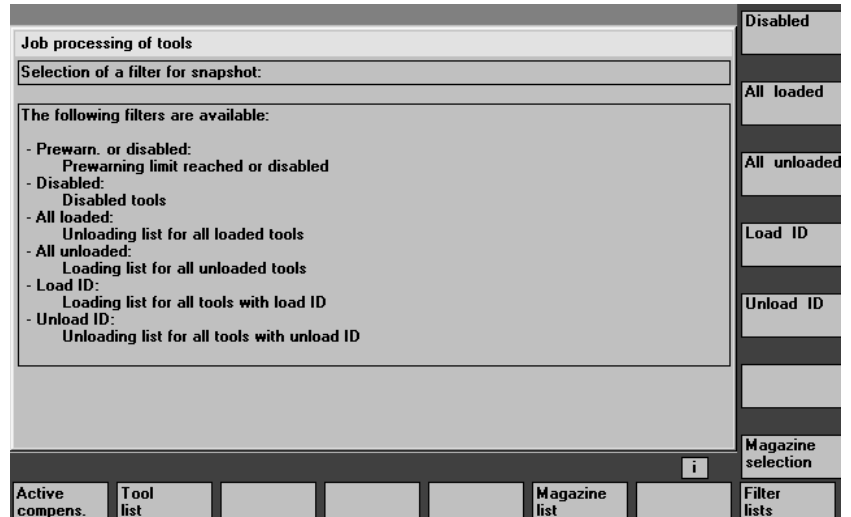 Job processing of tools
Selection of a filter for snapshot:
The following filters are available:
- Prewarn. or disabled:
Prewarning limit reached or disabled
- Disabled:
Disabled tools
- All loaded:
Unloading list for all loaded tools
- All unloaded:
Loading list for all unloaded tools
- Load ID:
Loading list for all tools with load ID
- Unload ID:
Unloading list for all tools with unload ID
Disabled
All loaded
All unloaded
Load ID
Unload ID
Magazine
selection
i
Active
compens.
Tool
list
Magazine
list
Filter
lists